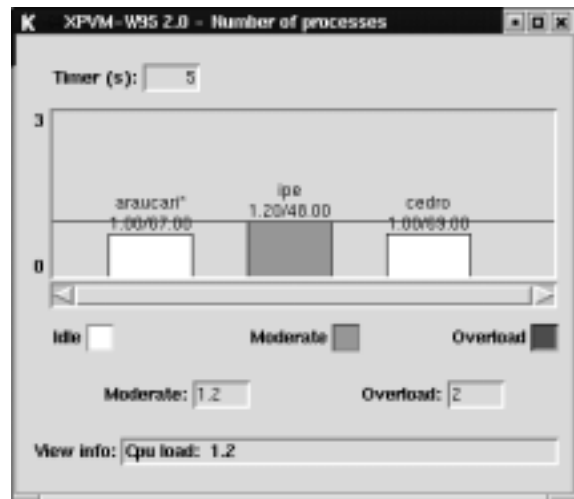 K XPVM-W95 2.0 - Number of processes
Timer (s): 5
3
araucari*
1.00/67.00
ipe
1.20/48.00
cedro
1.00/69.00
0
Idle Moderate Overload
Moderate: 1.2 Overload: 2
View info: Cpu load: 1.2